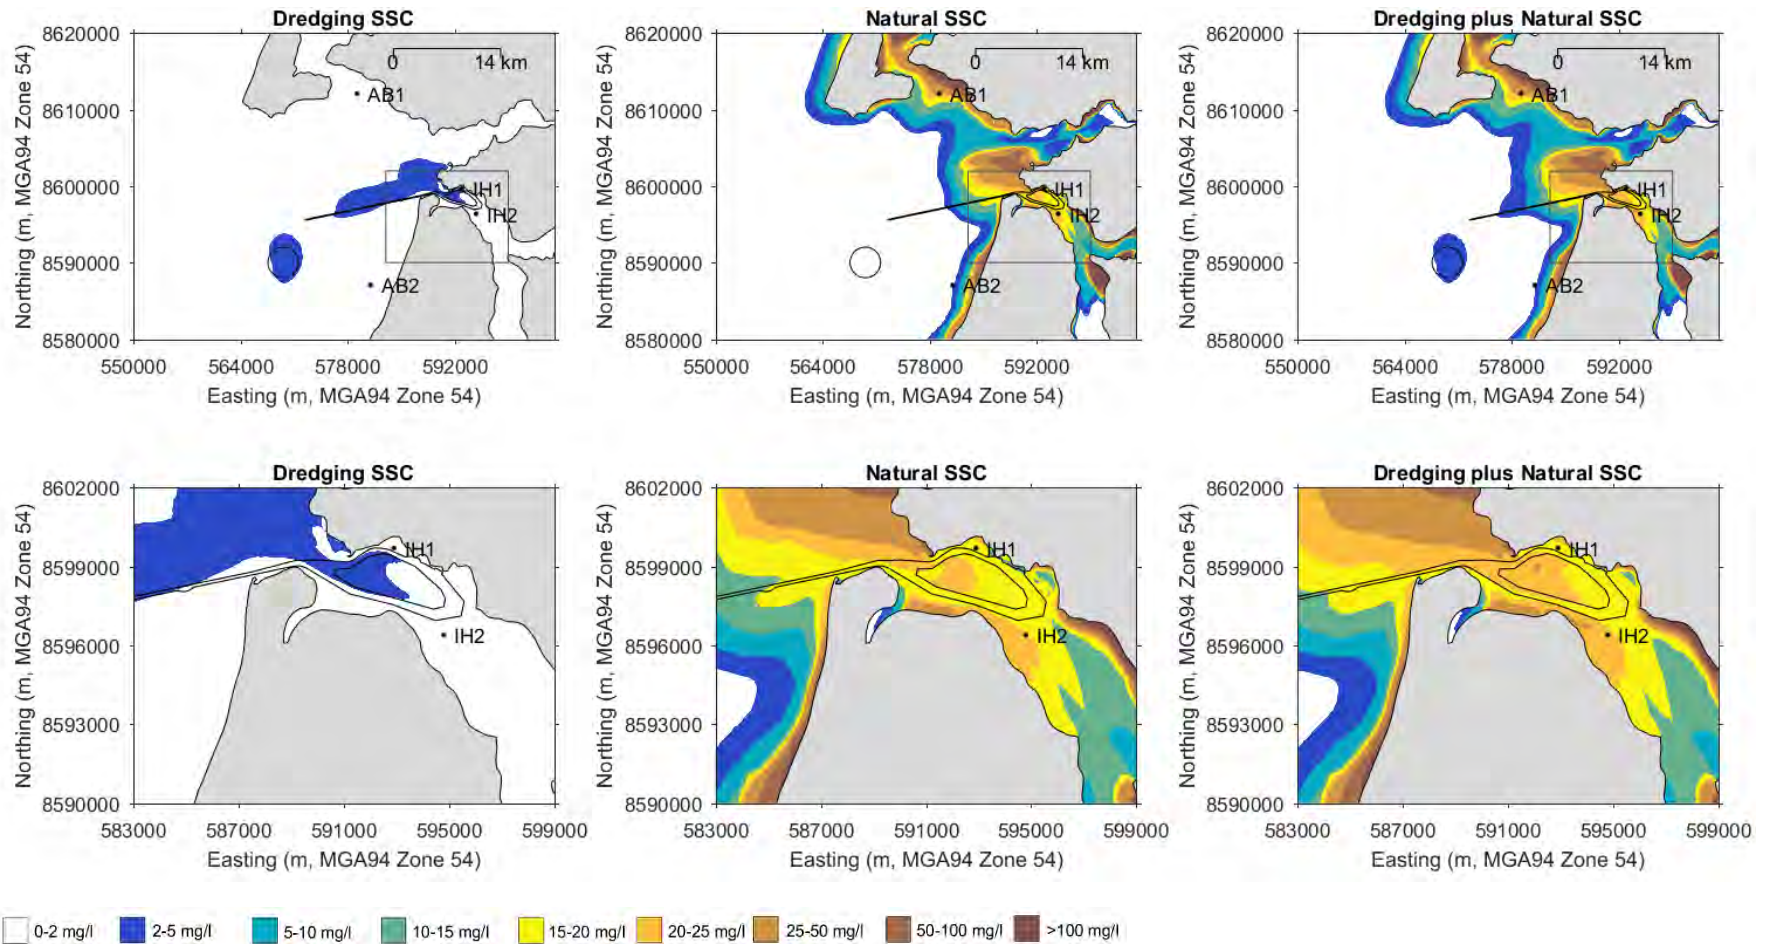 Dredging SSC
Natural SSC
Dredging plus Natural SSC
8620000
8610000
8600000
8590000
8580000
Northing (m, MGA94 Zone 54)
0 14 km
AB1
IH1
IH2
AB2
550000 564000 578000 592000
Easting (m, MGA94 Zone 54)
8620000
8610000
8600000
8590000
8580000
Northing (m, MGA94 Zone 54)
0 14 km
AB1
IH1
IH2
AB2
550000 564000 578000 592000
Easting (m, MGA94 Zone 54)
8620000
8610000
8600000
8590000
8580000
Northing (m, MGA94 Zone 54)
0 14 km
AB1
IH1
IH2
AB2
550000 564000 578000 592000
Easting (m, MGA94 Zone 54)
Dredging SSC
Natural SSC
Dredging plus Natural SSC
8602000
8599000
8596000
8593000
8590000
Northing (m, MGA94 Zone 54)
IH1
IH2
583000 587000 591000 595000 599000
Easting (m, MGA94 Zone 54)
8602000
8599000
8596000
8593000
8590000
Northing (m, MGA94 Zone 54)
IH1
IH2
583000 587000 591000 595000 599000
Easting (m, MGA94 Zone 54)
8602000
8599000
8596000
8593000
8590000
Northing (m, MGA94 Zone 54)
IH1
IH2
583000 587000 591000 595000 599000
Easting (m, MGA94 Zone 54)
0-2 mg/l 2-5 mg/l 5-10 mg/l 10-15 mg/l 15-20 mg/l 20-25 mg/l 25-50 mg/l 50-100 mg/l >100 mg/l